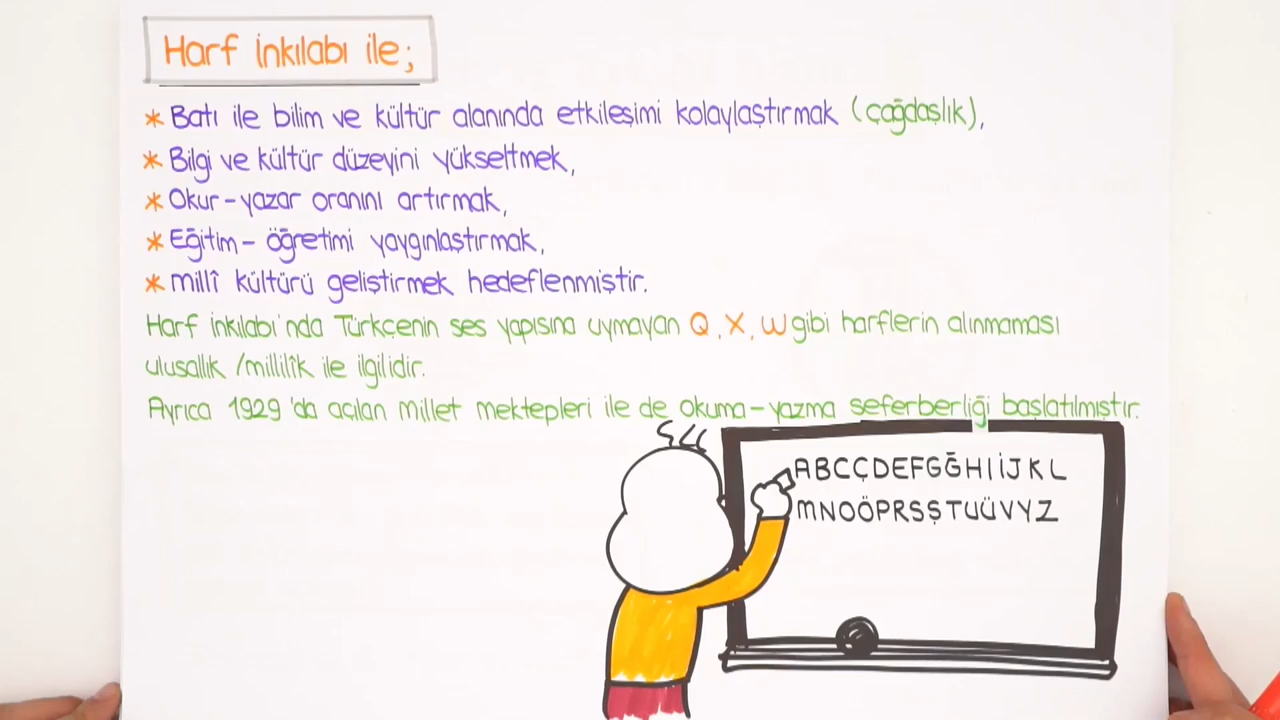 Harf İnkılabı ile;
* Batı ile bilim ve kültür alanında etkileşimi kolaylaştırmak (çağdaşlık),
* Bilgi ve kültür düzeyini yükseltmek,
* Okur-yazar oranını artırmak,
* Eğitim-öğretimi yaygınlaştırmak,
* millî kültürü geliştirmek hedeflenmiştir.
Harf İnkılabı'nda Türkçenin ses yapısına uymayan Q, X, W gibi harflerin alınmaması
ulusallık/millilîk ile ilgilidir.
Ayrıca 1929'da açılan millet mektepleri ile de okuma-yazma seferberliği başlatılmıştır.
ABCÇDEFGĞHIİJKL
MNOÖPRSŞTUÜVYZ